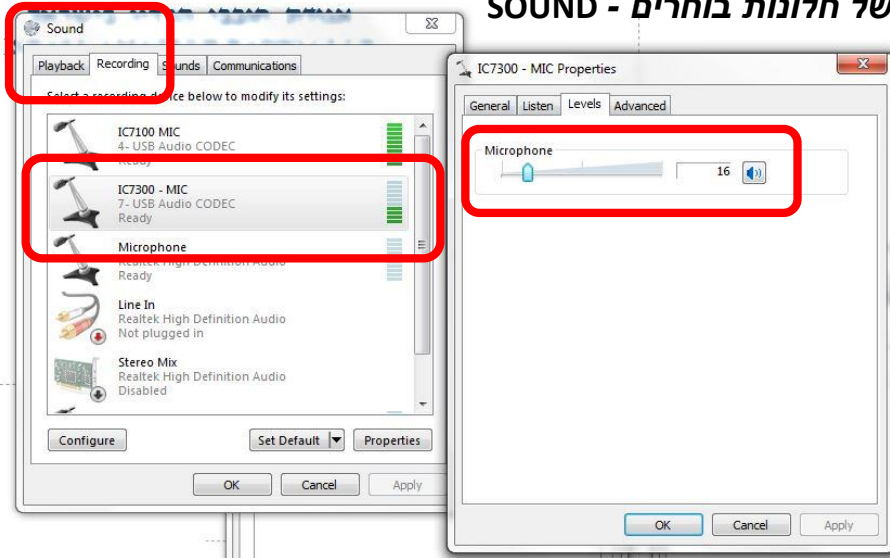 של חלונות בוחרים - SOUND
Sound
Playback Recording Sounds Communications
Select a recording device below to modify its settings:
IC7100 MIC
4- USB Audio CODEC
Ready
IC7300 - MIC
7- USB Audio CODEC
Ready
Microphone
Realtek High Definition Audio
Ready
Line In
Realtek High Definition Audio
Not plugged in
Stereo Mix
Realtek High Definition Audio
Disabled
Configure Set Default Properties
OK Cancel Apply
IC7300 - MIC Properties
General Listen Levels Advanced
Microphone
16
OK Cancel Apply